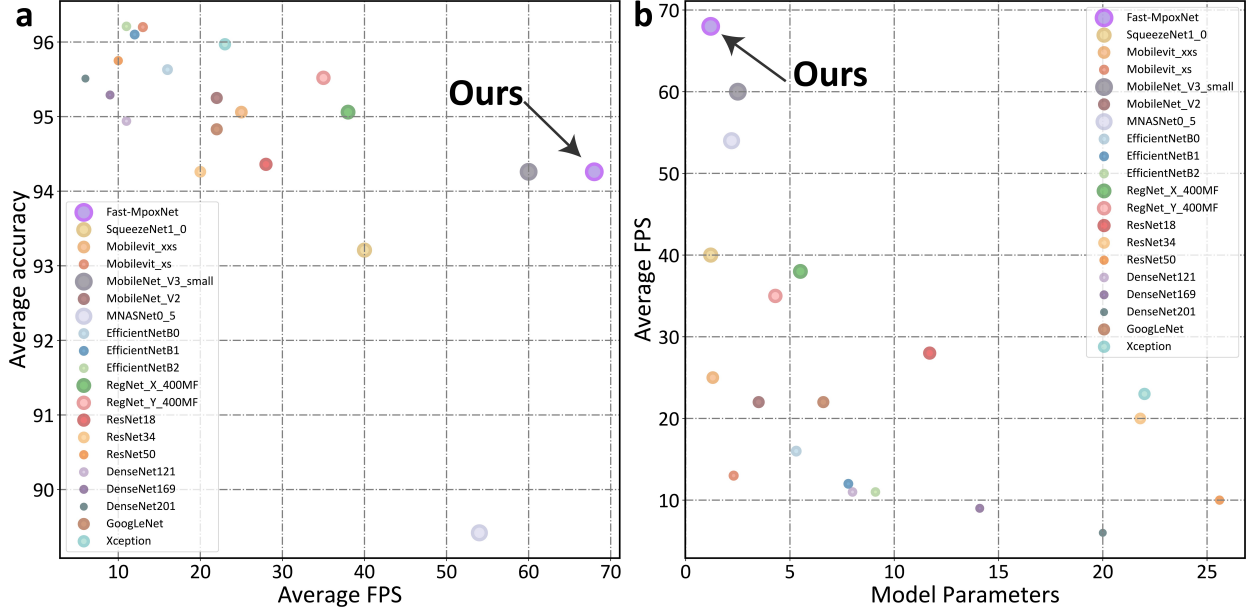 a
Average accuracy
96
95
94
93
92
91
90
Ours
Fast-MpoxNet
SqueezeNet1_0
Mobilevit_xxs
Mobilevit_xs
MobileNet_V3_small
MobileNet_V2
MNASNet0_5
EfficientNetB0
EfficientNetB1
EfficientNetB2
RegNet_X_400MF
RegNet_Y_400MF
ResNet18
ResNet34
ResNet50
DenseNet121
DenseNet169
DenseNet201
GoogLeNet
Xception
10 20 30 40 50 60 70
Average FPS
b
Average FPS
70
60
50
40
30
20
10
Ours
Fast-MpoxNet
SqueezeNet1_0
Mobilevit_xxs
Mobilevit_xs
MobileNet_V3_small
MobileNet_V2
MNASNet0_5
EfficientNetB0
EfficientNetB1
EfficientNetB2
RegNet_X_400MF
RegNet_Y_400MF
ResNet18
ResNet34
ResNet50
DenseNet121
DenseNet169
DenseNet201
GoogLeNet
Xception
0 5 10 15 20 25
Model Parameters